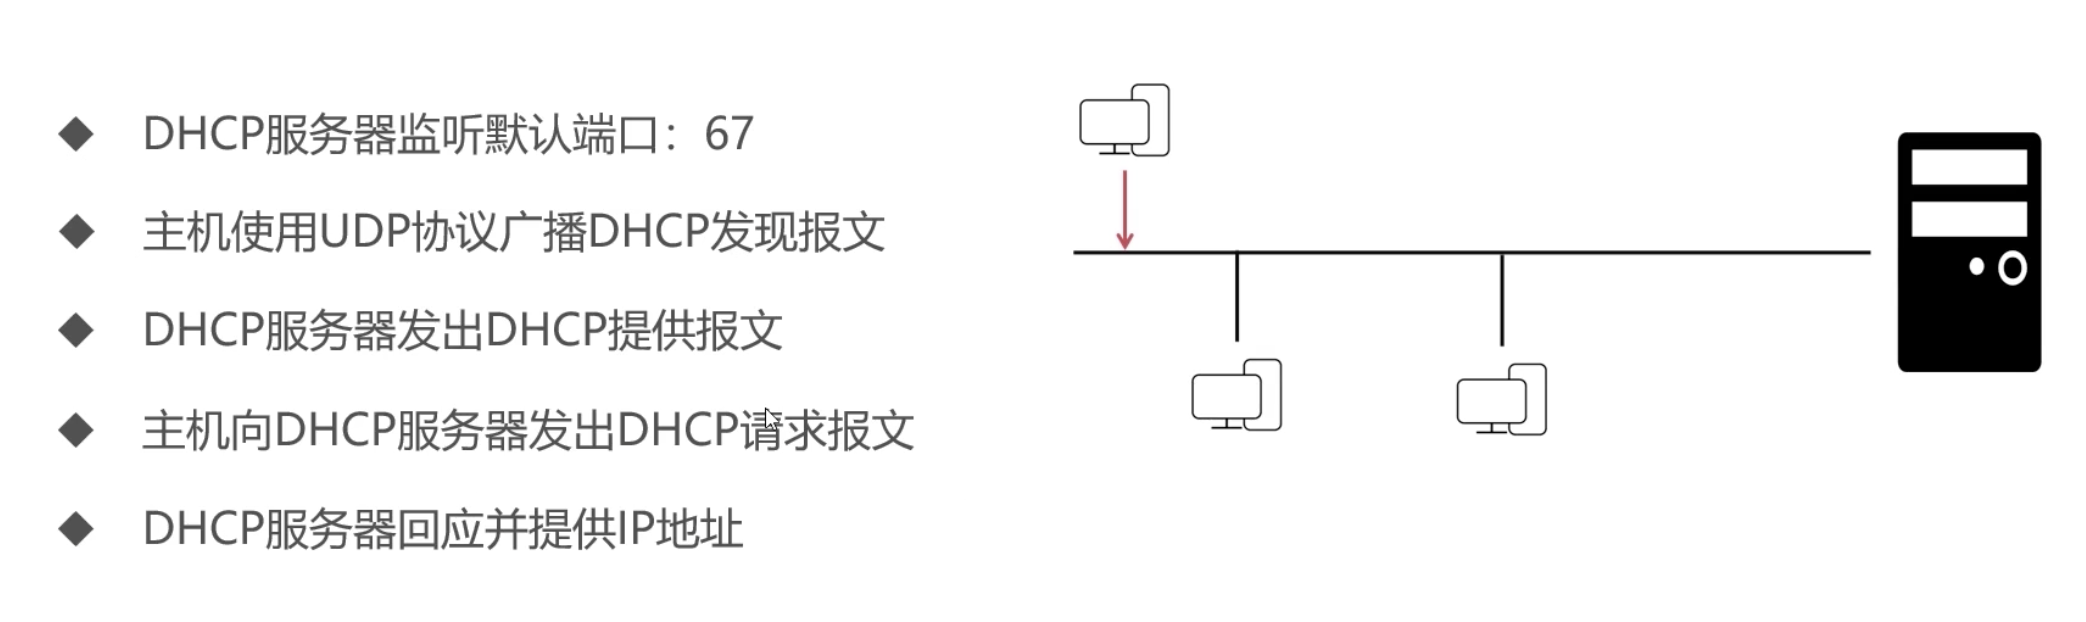 DHCP服务器监听默认端口：67
主机使用UDP协议广播DHCP发现报文
DHCP服务器发出DHCP提供报文
主机向DHCP服务器发出DHCP请求报文
DHCP服务器回应并提供IP地址